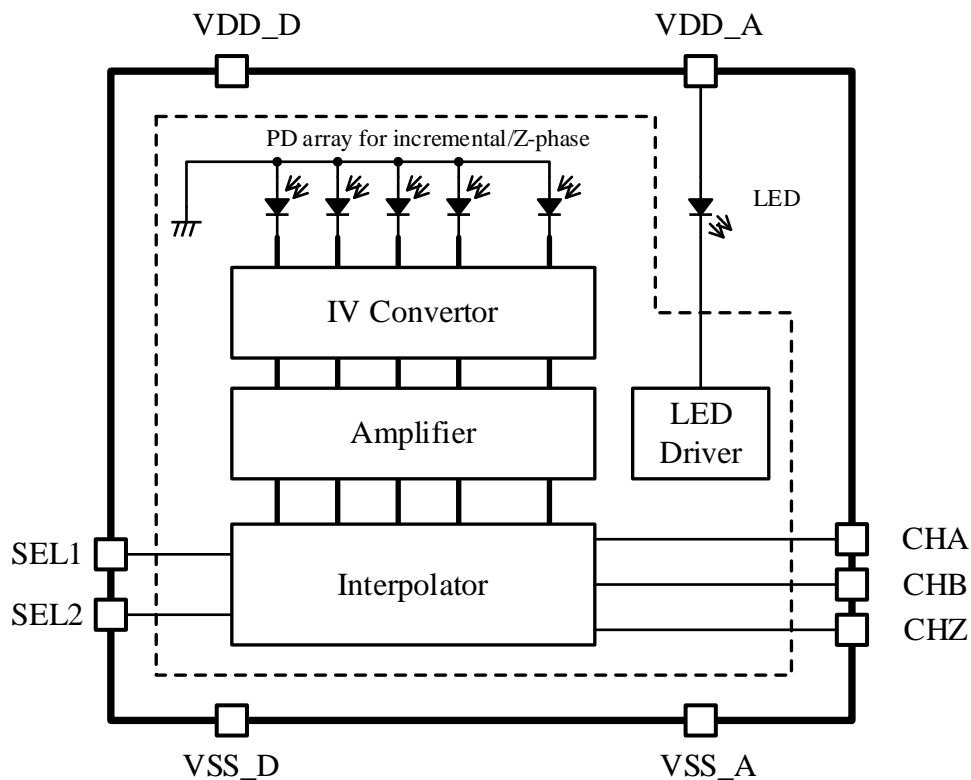 VDD_D
VDD_A
PD array for incremental/Z-phase
LED
IV Convertor
LED
Driver
Amplifier
SEL1
SEL2
Interpolator
CHA
CHB
CHZ
VSS_D
VSS_A